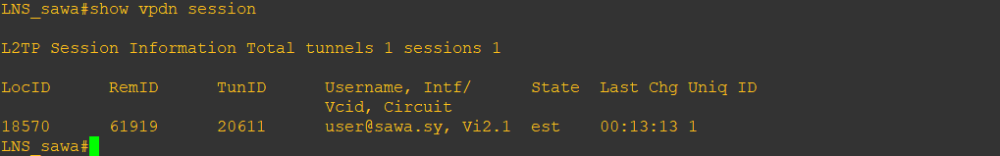 LNS_sawa#show vpdn session
L2TP Session Information Total tunnels 1 sessions 1
LocID RemID TunID Username, Intf/ State Last Chg Uniq ID
Vcid, Circuit
18570 61919 20611 user@sawa.sy, Vi2.1 est 00:13:13 1
LNS_sawa#